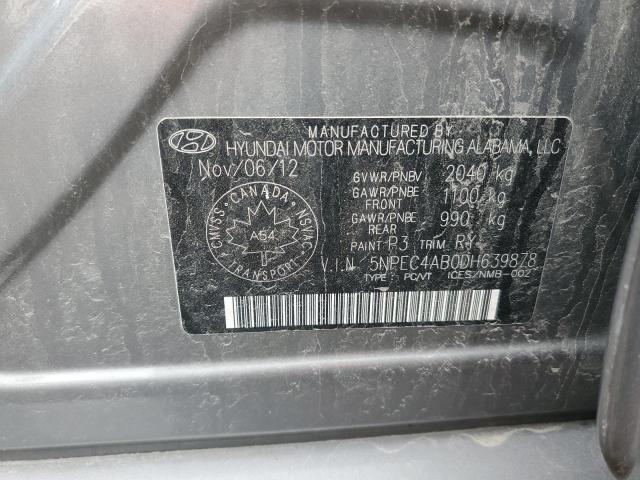 MANUFACTURED BY
HYUNDAI MOTOR MANUFACTURING ALABAMA, LLC
Nov/06/12
GVWR/PNBV 2040 kg
GAWR/PNBE FRONT 1100 kg
GAWR/PNBE REAR 990 kg
PAINT P3 TRIM RY
V.I.N 5NPEC4AB0DH639878
TYPE : PC/VT ICES/NMB-002
CMVSS • CANADA • NSVAC
A54
TRANSPORT